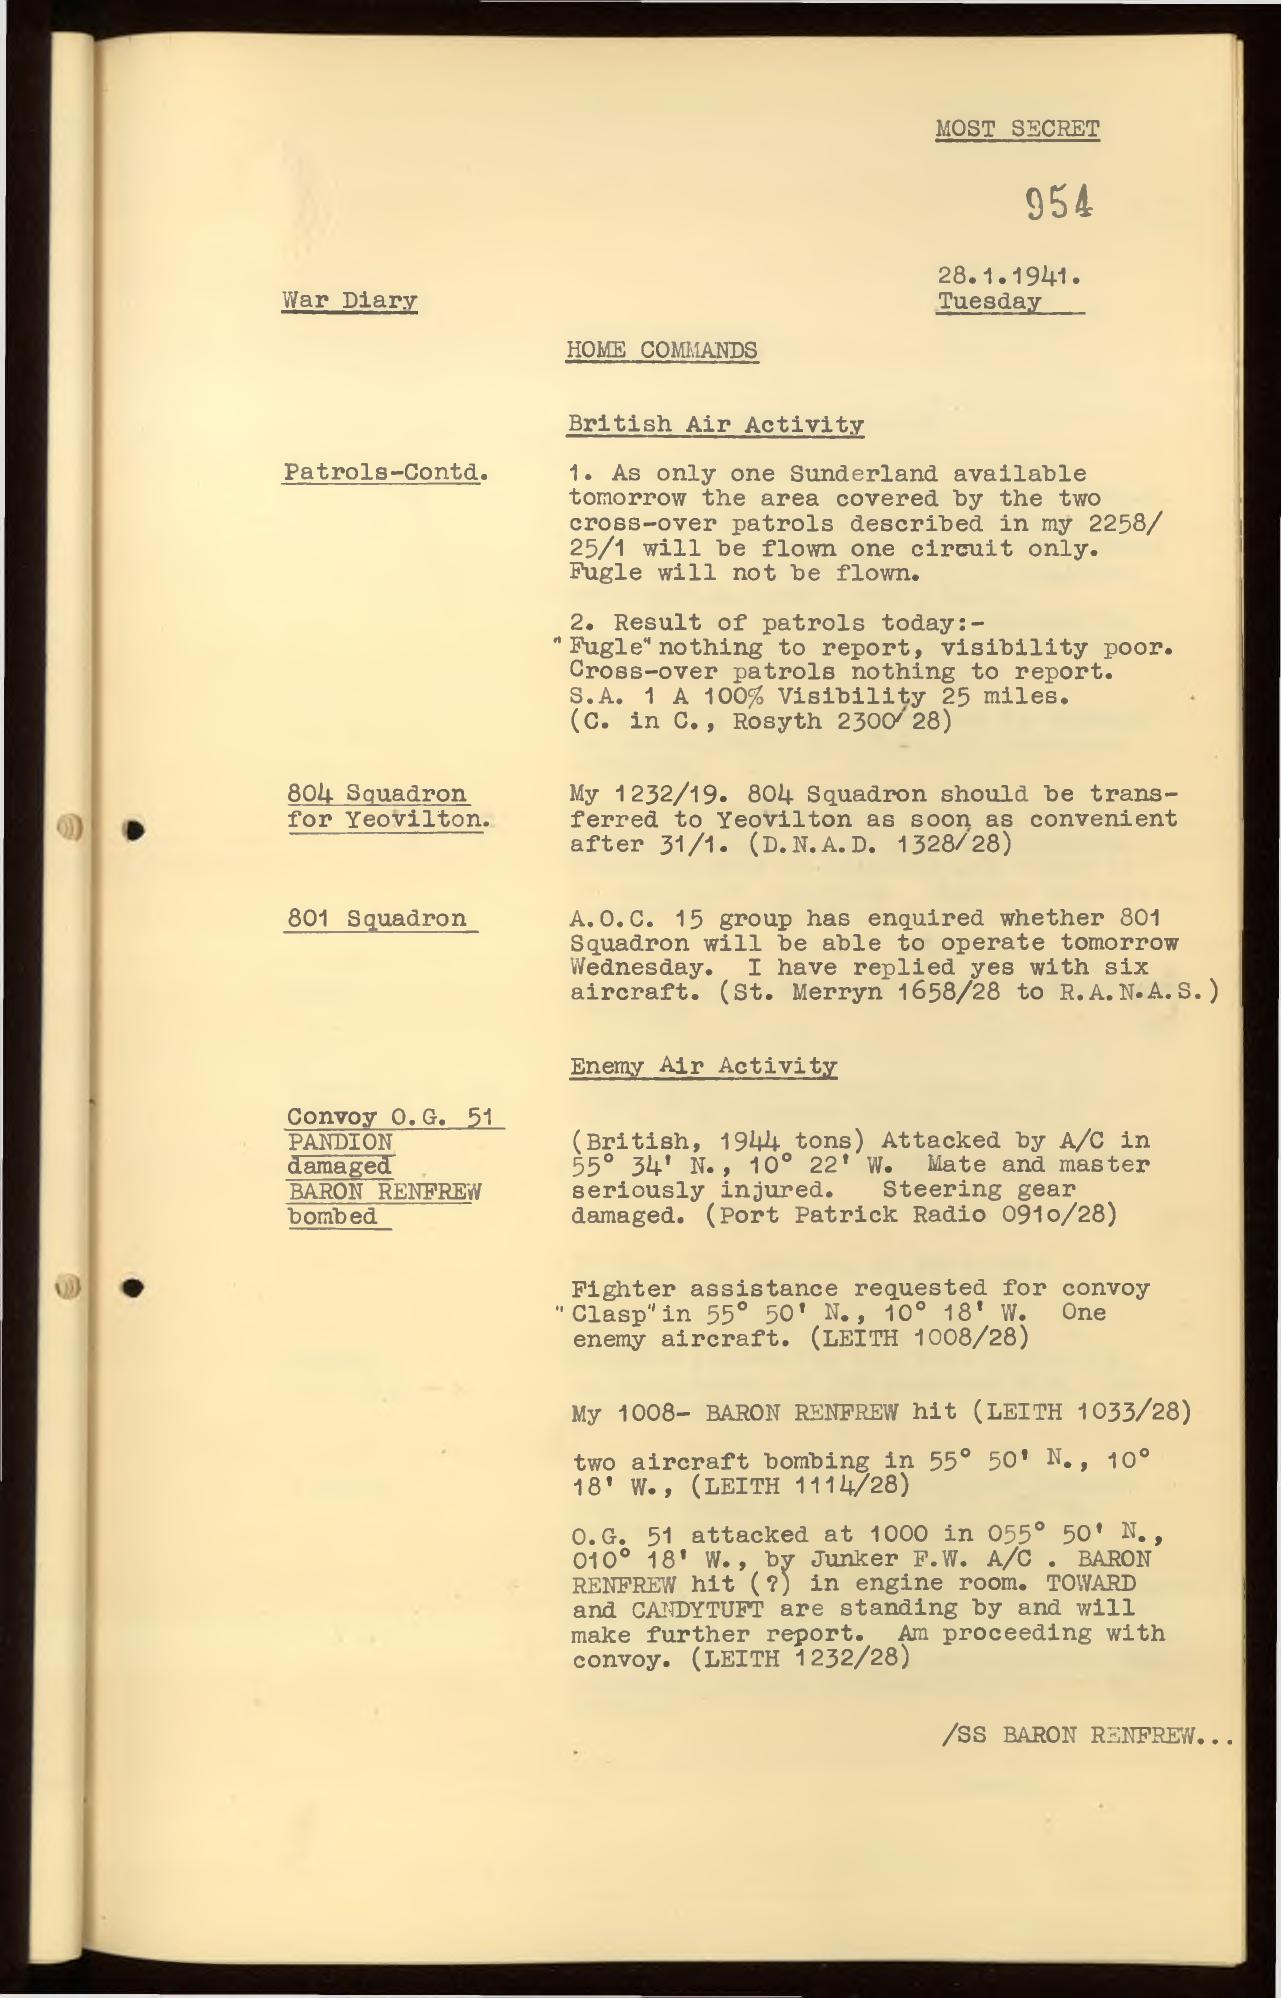 MOST SECRET
954
28.1.1941.
War Diary
Tuesday
HOME COMMANDS
British Air Activity
Patrols-Contd.
1. As only one Sunderland available
tomorrow the area covered by the two
cross-over patrols described in my 2258/
25/1 will be flown one circuit only.
Fugle will not be flown.
2. Result of patrols today:-
"Fugle" nothing to report, visibility poor.
Cross-over patrols nothing to report.
S.A. 1 A 100% Visibility 25 miles.
(C. in C., Rosyth 2300/28)
804 Squadron
for Yeovilton.
My 1232/19. 804 Squadron should be trans-
ferred to Yeovilton as soon as convenient
after 31/1. (D.N.A.D. 1328/28)
801 Squadron
A.O.C. 15 group has enquired whether 801
Squadron will be able to operate tomorrow
Wednesday. I have replied yes with six
aircraft. (St. Merryn 1658/28 to R.A.N.A.S.)
Enemy Air Activity
Convoy O.G. 51
PANDION
damaged
BARON RENFREW
bombed
(British, 1944 tons) Attacked by A/C in
55° 34' N., 10° 22' W. Mate and master
seriously injured. Steering gear
damaged. (Port Patrick Radio 091o/28)
Fighter assistance requested for convoy
"Clasp" in 55° 50' N., 10° 18' W. One
enemy aircraft. (LEITH 1008/28)
My 1008- BARON RENFREW hit (LEITH 1033/28)
two aircraft bombing in 55° 50' N., 10°
18' W., (LEITH 1114/28)
O.G. 51 attacked at 1000 in 055° 50' N.,
010° 18' W., by Junker F.W. A/C . BARON
RENFREW hit (?) in engine room. TOWARD
and CANDYTUFT are standing by and will
make further report. Am proceeding with
convoy. (LEITH 1232/28)
/SS BARON RENFREW...